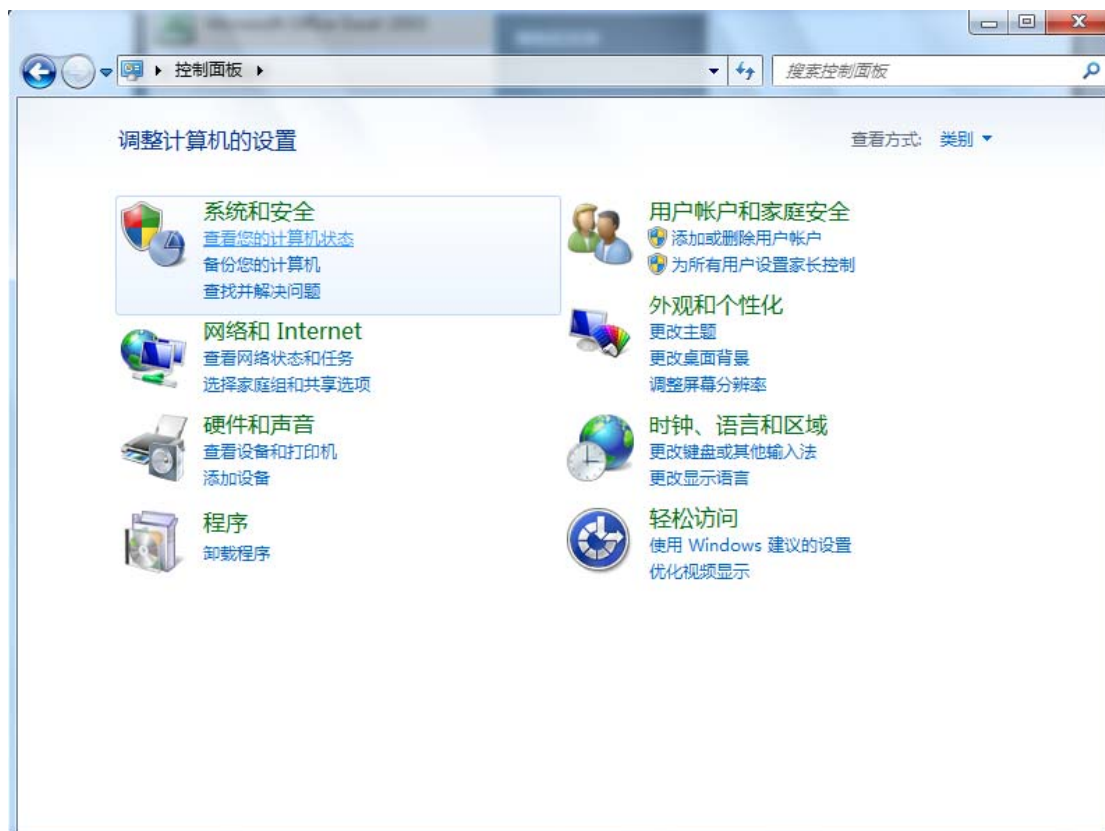 Microsoft Office Excel 2003
控制面板
搜索控制面板
调整计算机的设置
查看方式: 类别
系统和安全
查看您的计算机状态
备份您的计算机
查找并解决问题
网络和 Internet
查看网络状态和任务
选择家庭组和共享选项
硬件和声音
查看设备和打印机
添加设备
程序
卸载程序
用户帐户和家庭安全
添加或删除用户帐户
为所有用户设置家长控制
外观和个性化
更改主题
更改桌面背景
调整屏幕分辨率
时钟、语言和区域
更改键盘或其他输入法
更改显示语言
轻松访问
使用 Windows 建议的设置
优化视频显示